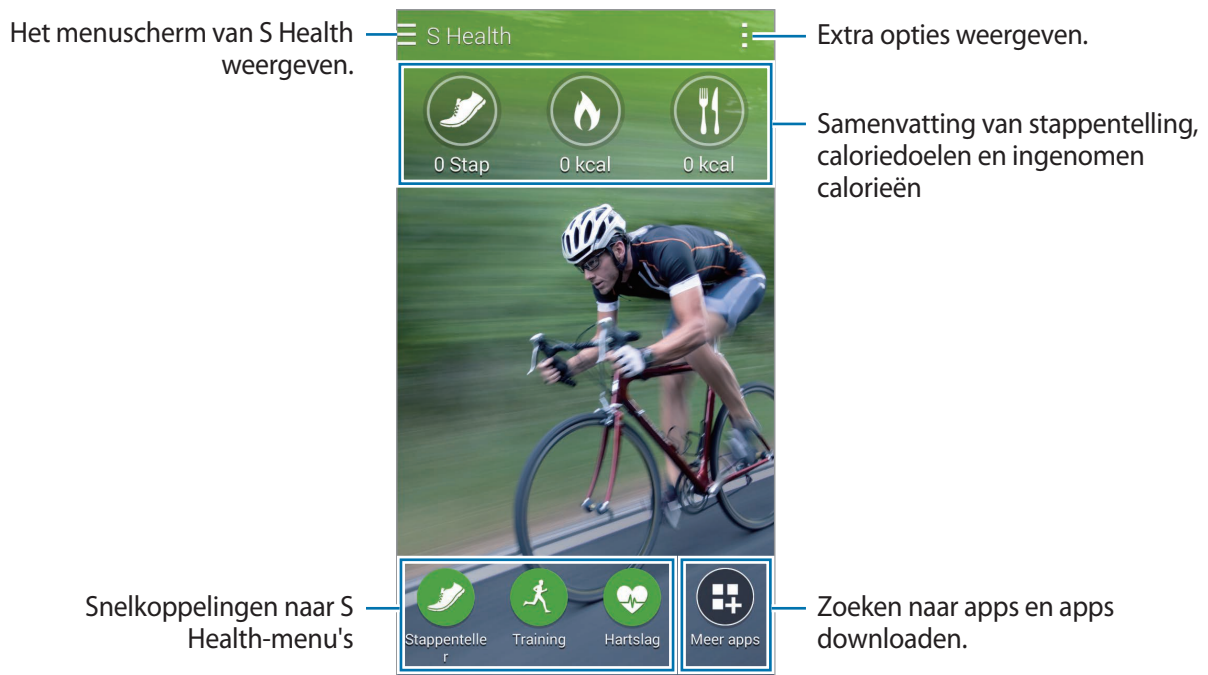 Het menuscherm van S Health
weergeven.
S Health
Extra opties weergeven.
0 Stap
0 kcal
0 kcal
Samenvatting van stappentelling,
caloriedoelen en ingenomen
calorieën
Snelkoppelingen naar S
Health-menu's
Stappentelle
r
Training
Hartslag
Meer apps
Zoeken naar apps en apps
downloaden.